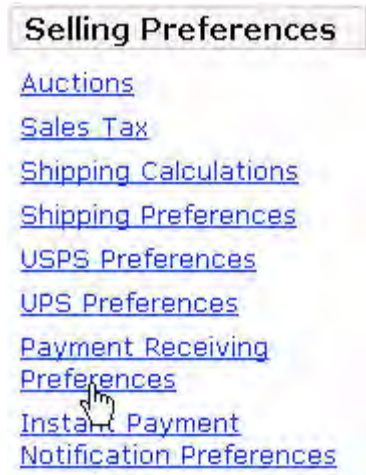 Selling Preferences
Auctions
Sales Tax
Shipping Calculations
Shipping Preferences
USPS Preferences
UPS Preferences
Payment Receiving
Preferences
Instant Payment
Notification Preferences